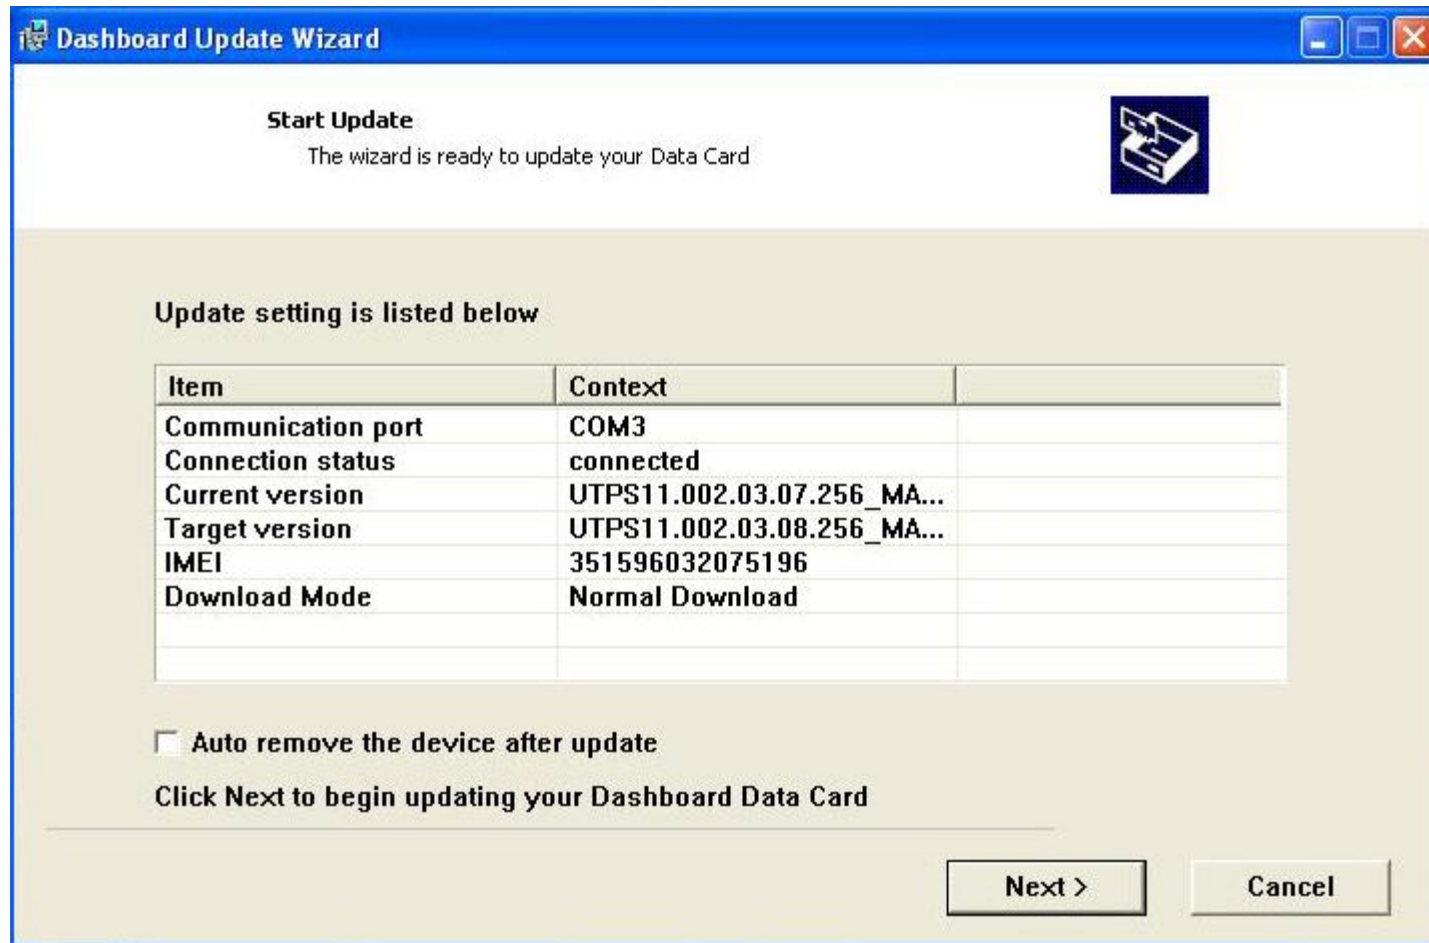 Dashboard Update Wizard
Start Update
The wizard is ready to update your Data Card
Update setting is listed below
Item Context
Communication port COM3
Connection status connected
Current version UTPS11.002.03.07.256_MA...
Target version UTPS11.002.03.08.256_MA...
IMEI 351596032075196
Download Mode Normal Download
Auto remove the device after update
Click Next to begin updating your Dashboard Data Card
Next > Cancel